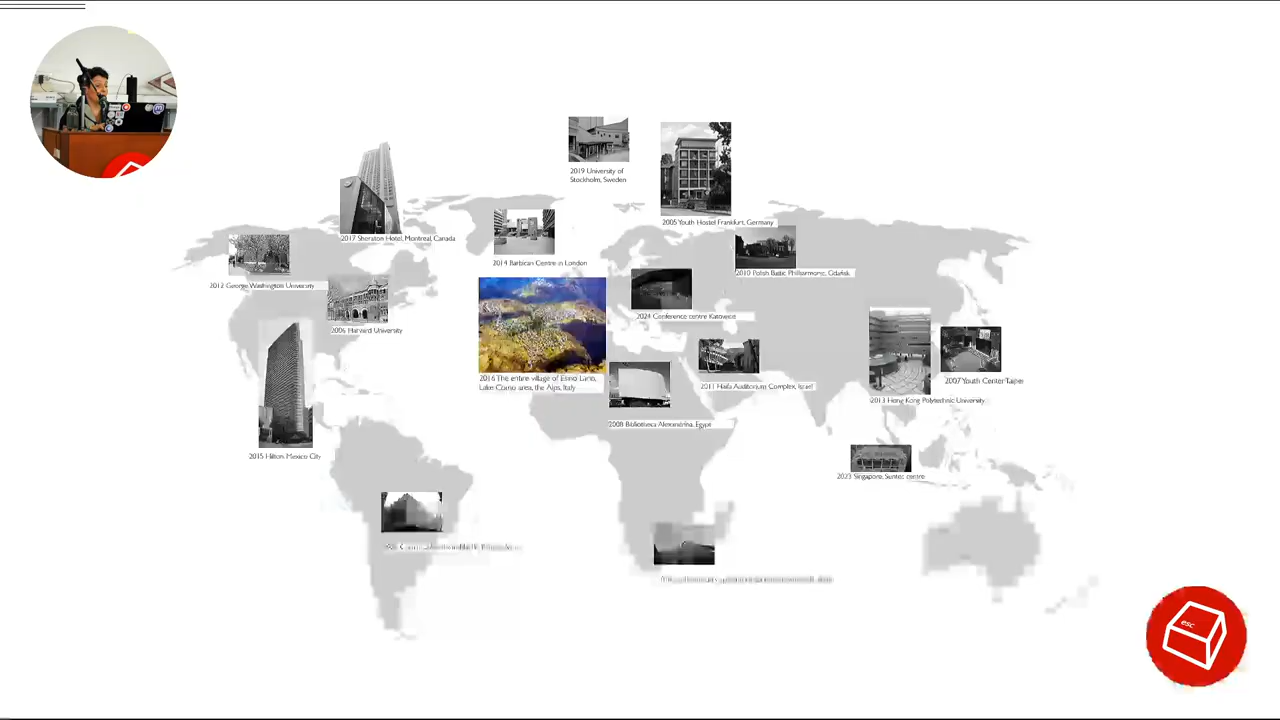 2019 University of
Stockholm, Sweden
2005 Youth Hostel Frankfurt, Germany
2017 Sheraton Hotel, Montreal, Canada
2014 Barbican Centre in London
2010 Polish Baltic Philharmonic, Gdańsk
2012 George Washington University
2024 Conference centre Katowice
2006 Harvard University
2016 The entire village of Esino Lario,
Lake Como area, the Alps, Italy
2011 Haifa Auditorium Complex, Israel
2007 Youth Center Taipei
2013 Hong Kong Polytechnic University
2008 Bibliotheca Alexandrina, Egypt
2015 Hilton Mexico City
2023 Singapore, Suntec centre
esc